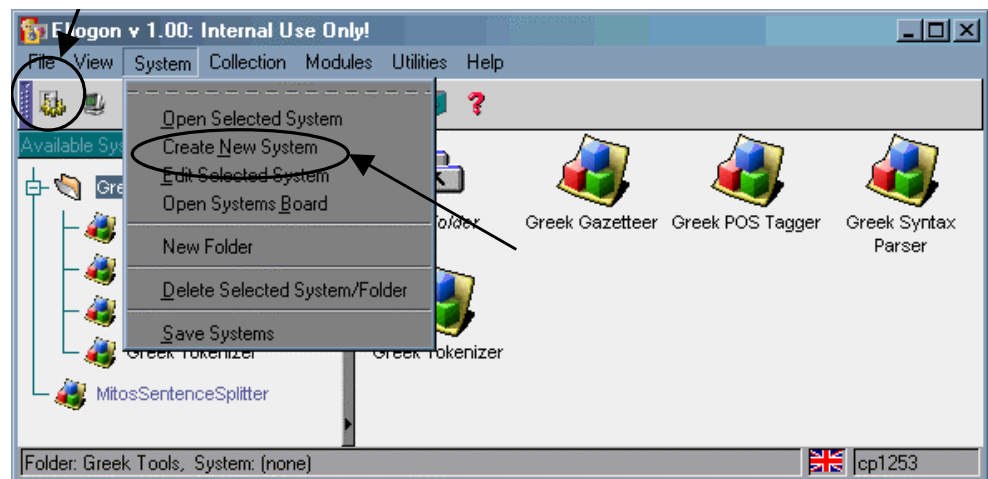 Ellogon v 1.00: Internal Use Only!
File View System Collection Modules Utilities Help
Open Selected System
Available Sys
Create New System
Gre
Edit Selected System
Open Systems Board
older
Greek Gazetteer Greek POS Tagger Greek Syntax Parser
New Folder
Delete Selected System/Folder
Save Systems
Greek Tokenizer
Greek Tokenizer
MitosSentenceSplitter
Folder: Greek Tools, System: (none) cp1253